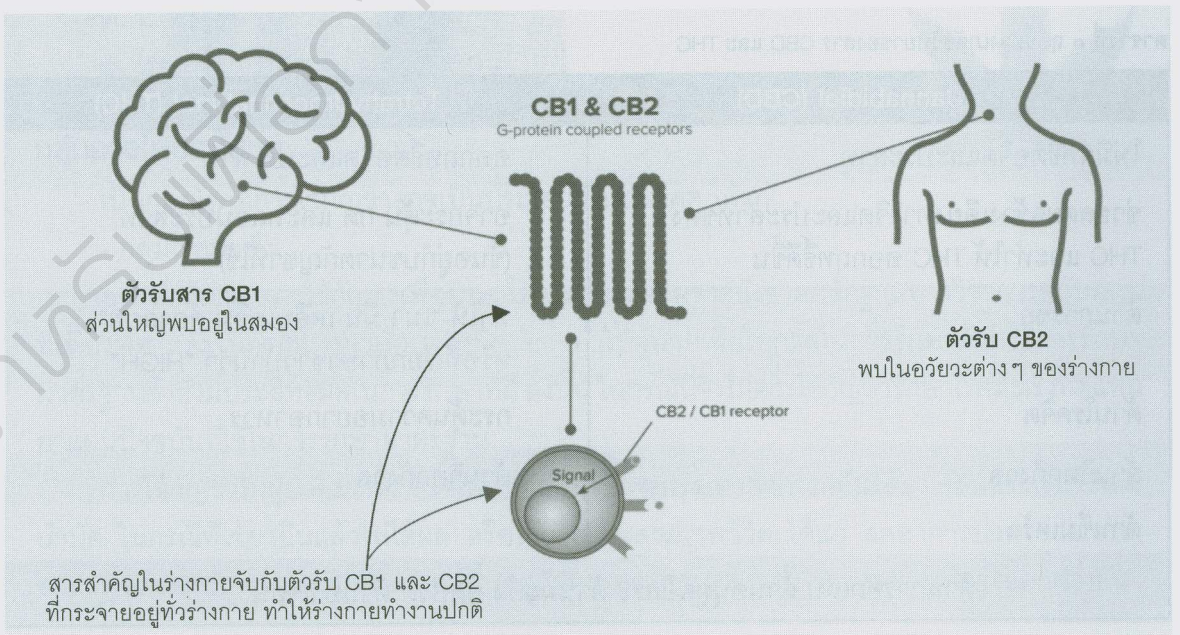 CB1 & CB2
G-protein coupled receptors
ตัวรับสาร CB1
ส่วนใหญ่พบอยู่ในสมอง
ตัวรับ CB2
พบในอวัยวะต่าง ๆ ของร่างกาย
CB2 / CB1 receptor
Signal
สารสำคัญในร่างกายจับกับตัวรับ CB1 และ CB2
ที่กระจายอยู่ทั่วร่างกาย ทำให้ร่างกายทำงานปกติ